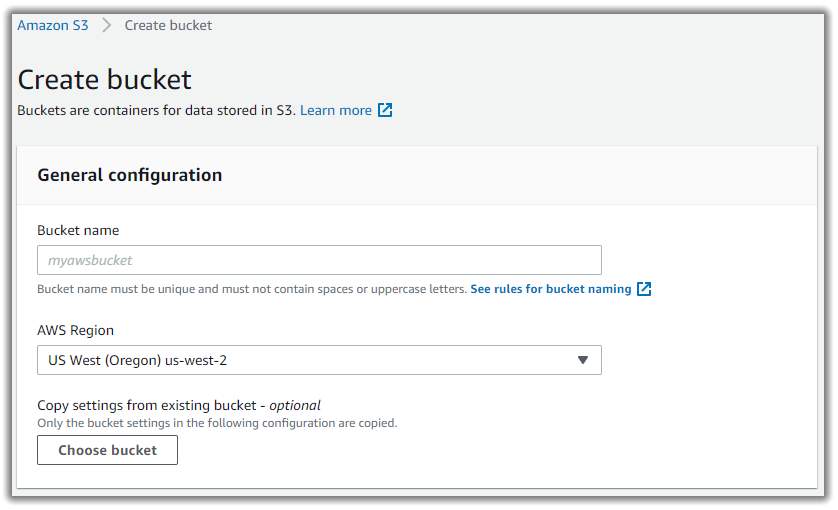 Amazon S3 > Create bucket
Create bucket
Buckets are containers for data stored in S3. Learn more
General configuration
Bucket name
myawsbucket
Bucket name must be unique and must not contain spaces or uppercase letters. See rules for bucket naming
AWS Region
US West (Oregon) us-west-2
Copy settings from existing bucket - optional
Only the bucket settings in the following configuration are copied.
Choose bucket